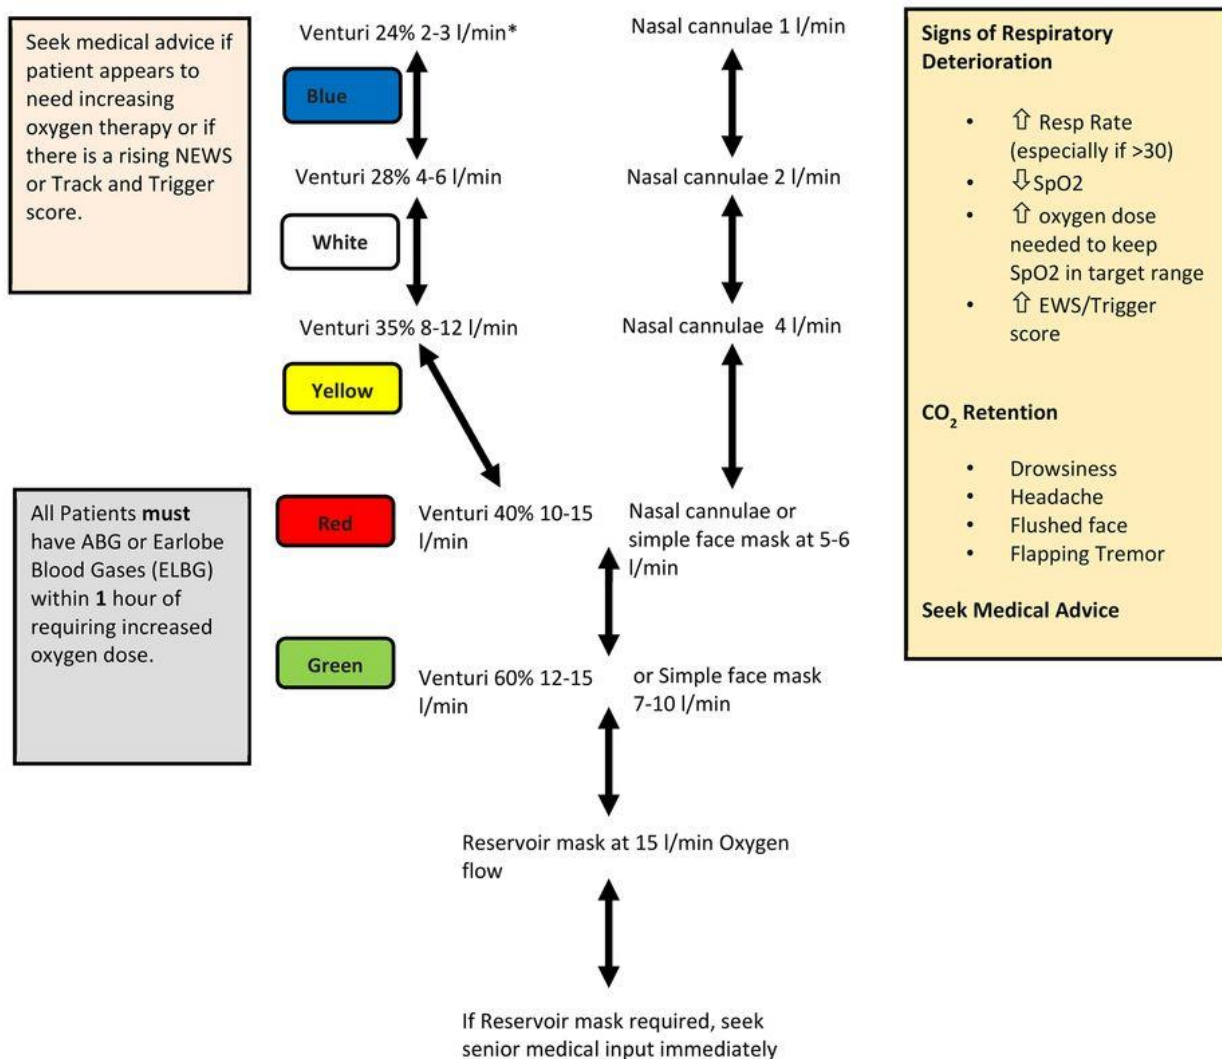 Seek medical advice if
patient appears to
need increasing
oxygen therapy or if
there is a rising NEWS
or Track and Trigger
score.
All Patients must
have ABG or Earlobe
Blood Gases (ELBG)
within 1 hour of
requiring increased
oxygen dose.
Venturi 24% 2-3 l/min*
Blue
Venturi 28% 4-6 l/min
White
Venturi 35% 8-12 l/min
Yellow
Red
Venturi 40% 10-15
l/min
Green
Venturi 60% 12-15
l/min
Nasal cannulae 1 l/min
Nasal cannulae 2 l/min
Nasal cannulae 4 l/min
Nasal cannulae or
simple face mask at 5-6
l/min
or Simple face mask
7-10 l/min
Reservoir mask at 15 l/min Oxygen
flow
If Reservoir mask required, seek
senior medical input immediately
Signs of Respiratory
Deterioration
• ⇧ Resp Rate
(especially if >30)
• ⇩ SpO2
• ⇧ oxygen dose
needed to keep
SpO2 in target range
• ⇧ EWS/Trigger
score
CO₂ Retention
• Drowsiness
• Headache
• Flushed face
• Flapping Tremor
Seek Medical Advice